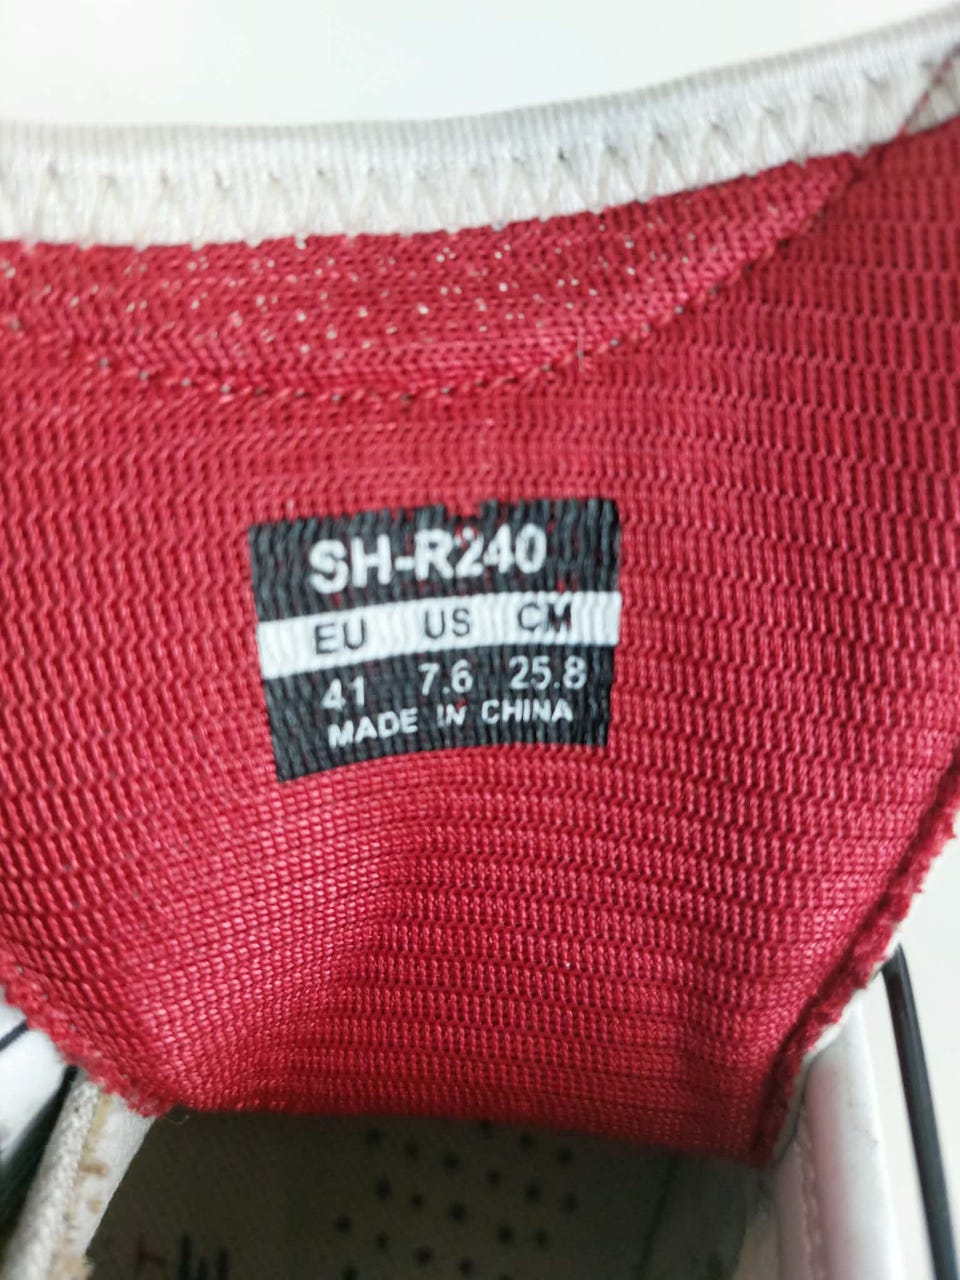 SH-R240
EU US CM
41 7.6 25.8
MADE IN CHINA